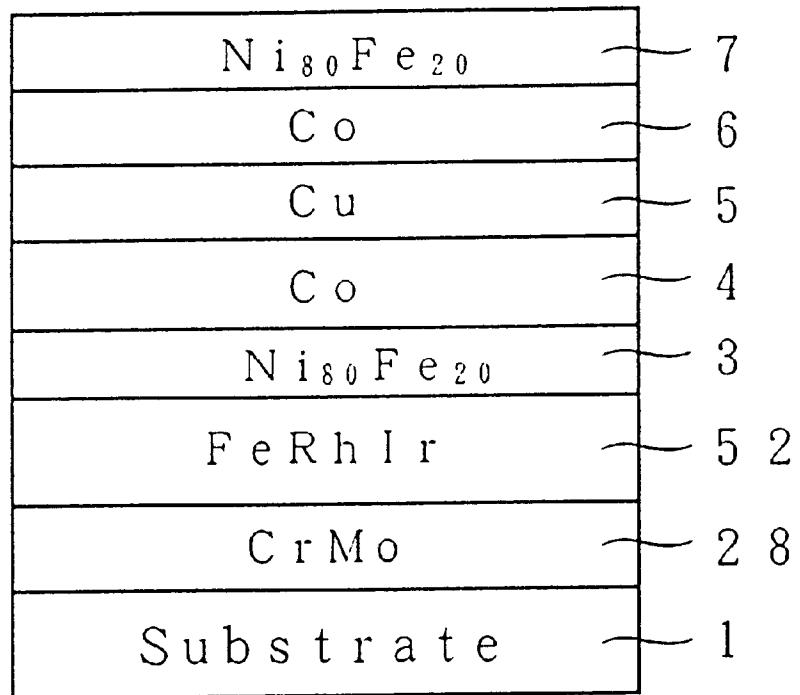 Ni₈₀Fe₂₀ 7
Co 6
Cu 5
Co 4
Ni₈₀Fe₂₀ 3
FeRhIr 52
CrMo 28
Substrate 1